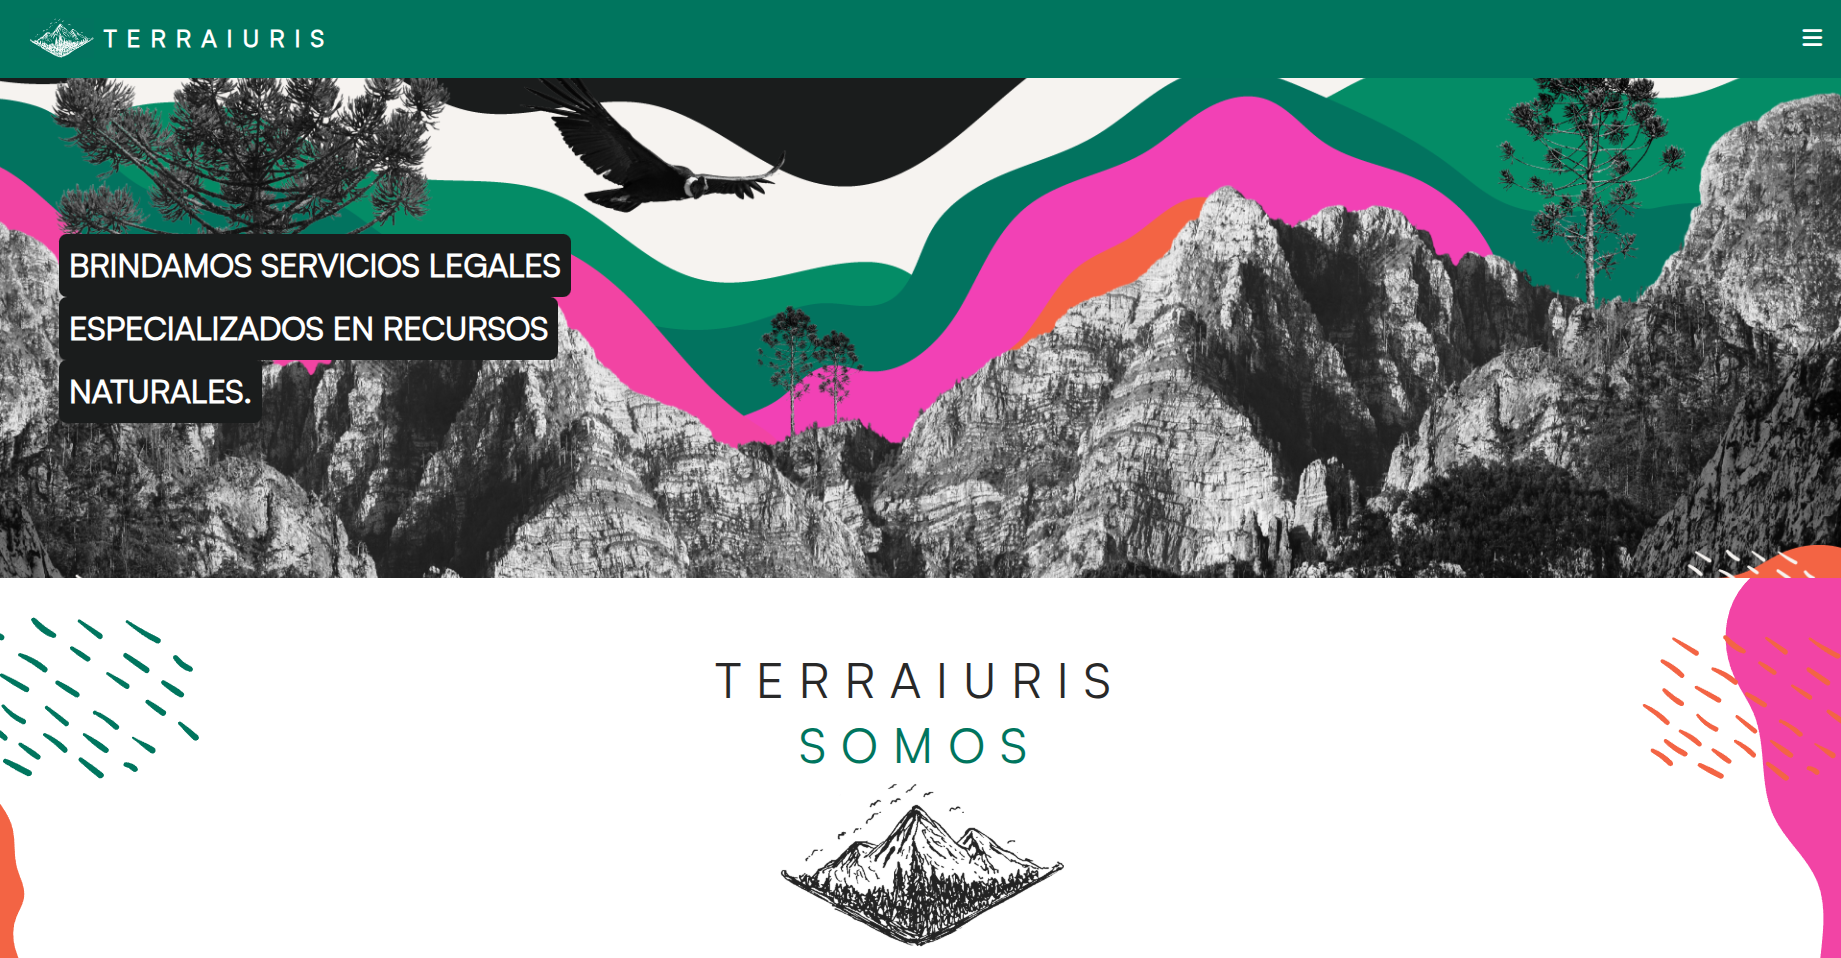 TERRAIURIS
BRINDAMOS SERVICIOS LEGALES
ESPECIALIZADOS EN RECURSOS
NATURALES.
TERRAIURIS
SOMOS